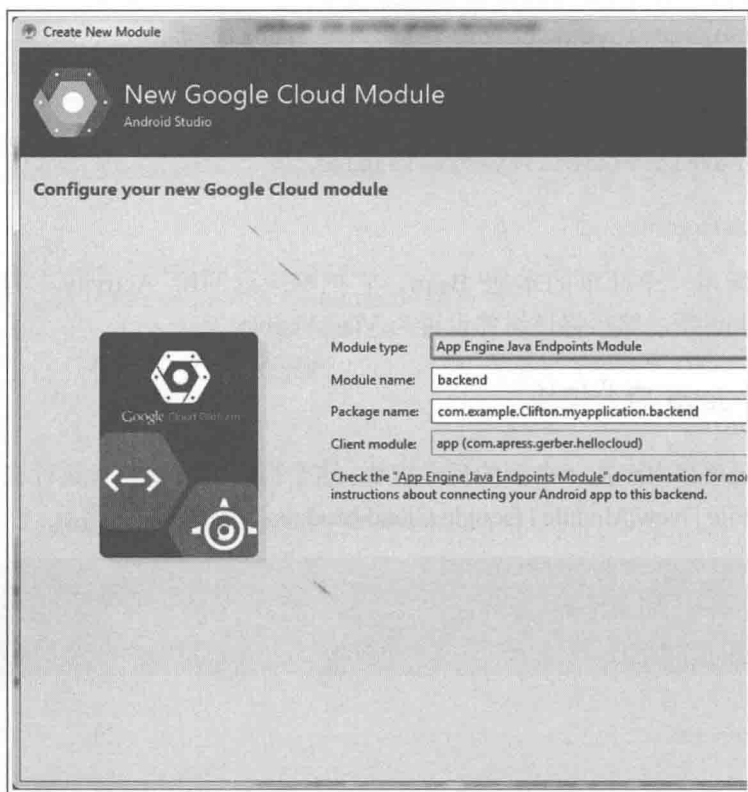 Create New Module
New Google Cloud Module
Android Studio
Configure your new Google Cloud module
Google Cloud Platform
Module type: App Engine Java Endpoints Module
Module name: backend
Package name: com.example.Clifton.myapplication.backend
Client module: app (com.apress.gerber.hellocloud)
Check the "App Engine Java Endpoints Module" documentation for mo
instructions about connecting your Android app to this backend.